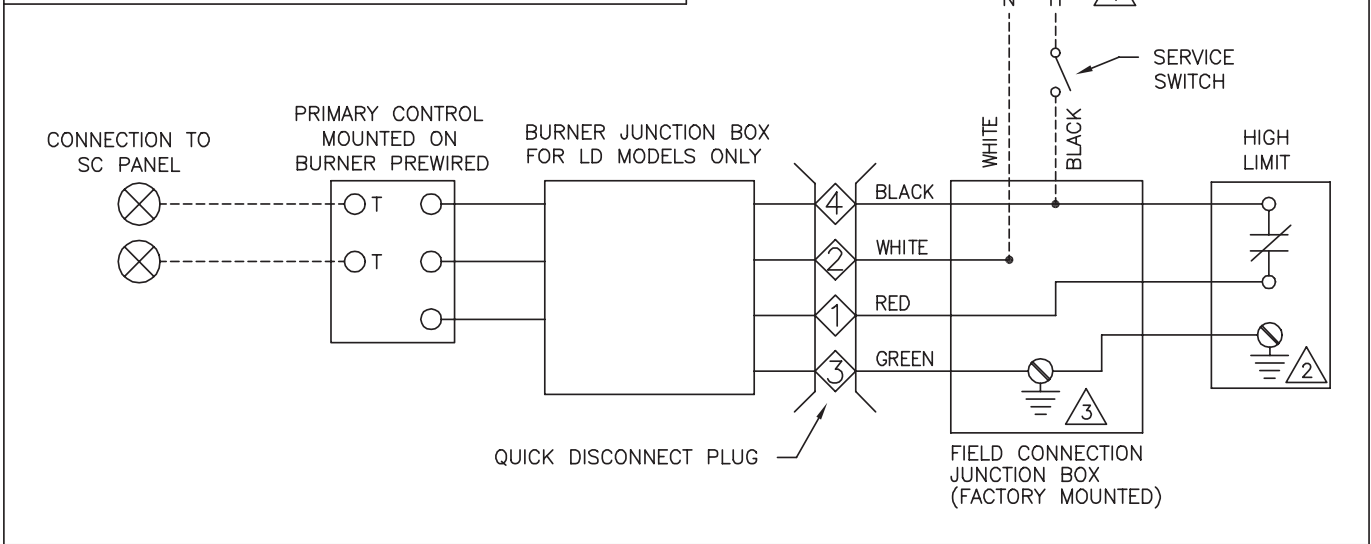 SERVICE
SWITCH
PRIMARY CONTROL
MOUNTED ON
BURNER PREWIRED
CONNECTION TO
SC PANEL
BURNER JUNCTION BOX
FOR LD MODELS ONLY
WHITE
BLACK
HIGH
LIMIT
T
T
4
BLACK
2
WHITE
1
RED
3
GREEN
2
3
QUICK DISCONNECT PLUG
FIELD CONNECTION
JUNCTION BOX
(FACTORY MOUNTED)